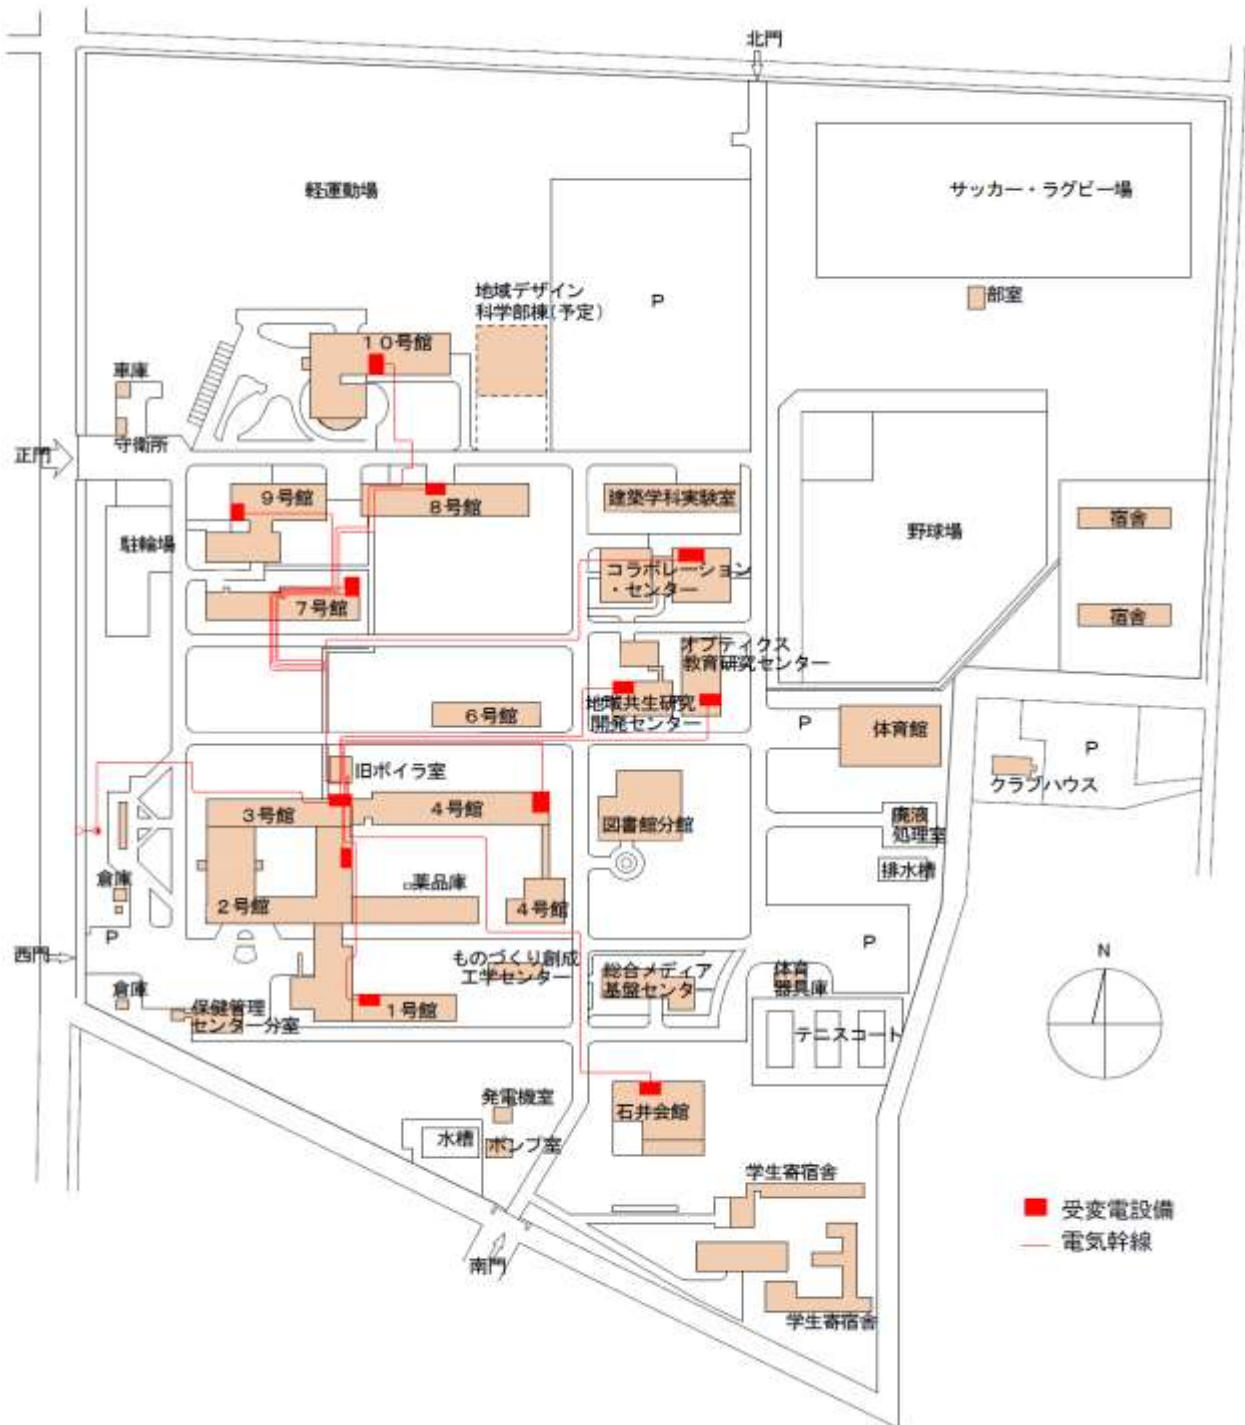 北門
軽運動場
サッカー・ラグビー場
地域デザイン
科学部棟(予定)
P
部室
10号館
車庫
守衛所
正門
9号館
8号館
建築学科実験室
宿舎
駐輪場
野球場
コラボレーション
・センター
7号館
宿舎
オプティクス
教育研究センター
地域共生研究
開発センター
6号館
P
体育館
P
旧ボイラ室
クラブハウス
3号館
4号館
図書館分館
廃液
処理室
排水槽
倉庫
薬品庫
2号館
4号館
P
西門
P
N
ものづくり創成
工学センター
総合メディア
基盤センタ
体育
器具庫
倉庫
保健管理
センター分室
1号館
テニスコート
発電機室
石井会館
水槽
ポンプ室
学生寄宿舎
受変電設備
電気幹線
南門
学生寄宿舎